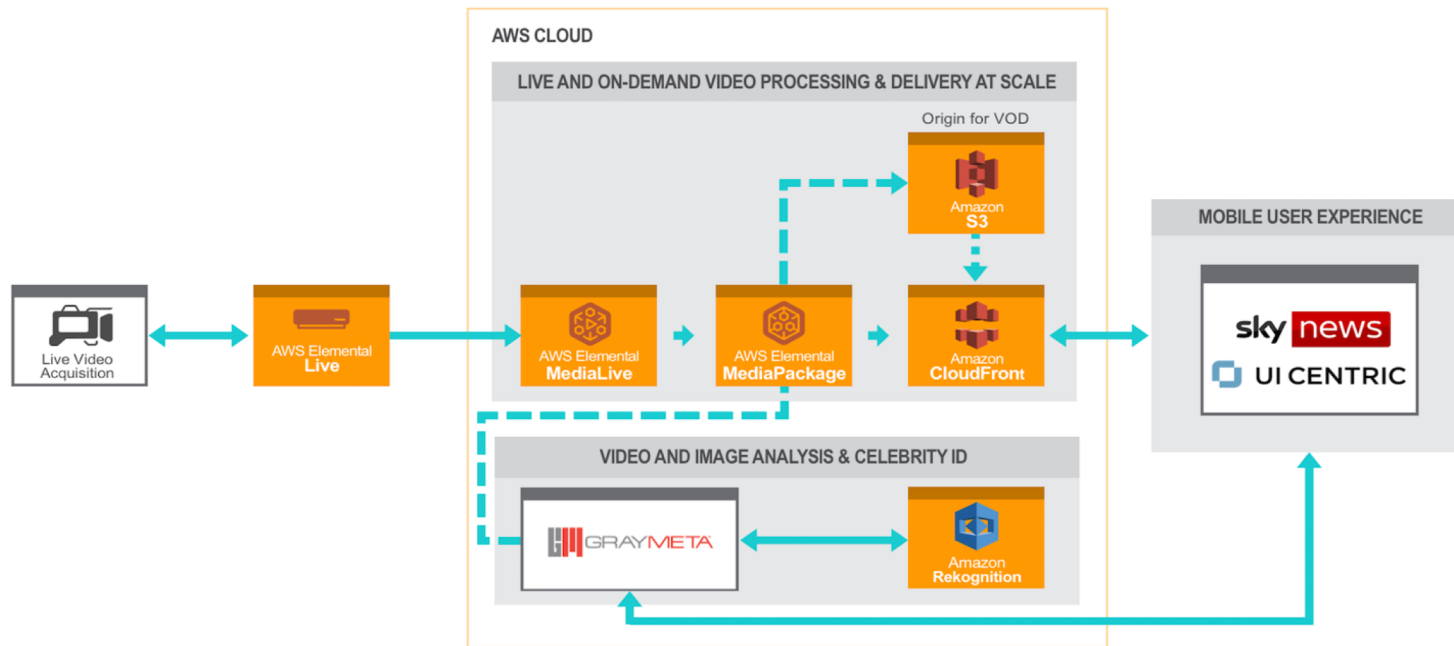 AWS CLOUD
LIVE AND ON-DEMAND VIDEO PROCESSING & DELIVERY AT SCALE
Origin for VOD
Amazon
S3
MOBILE USER EXPERIENCE
sky news
UI CENTRIC
Live Video
Acquisition
AWS Elemental
Live
AWS Elemental
MediaLive
AWS Elemental
MediaPackage
Amazon
CloudFront
VIDEO AND IMAGE ANALYSIS & CELEBRITY ID
GRAYMETA
Amazon
Rekognition